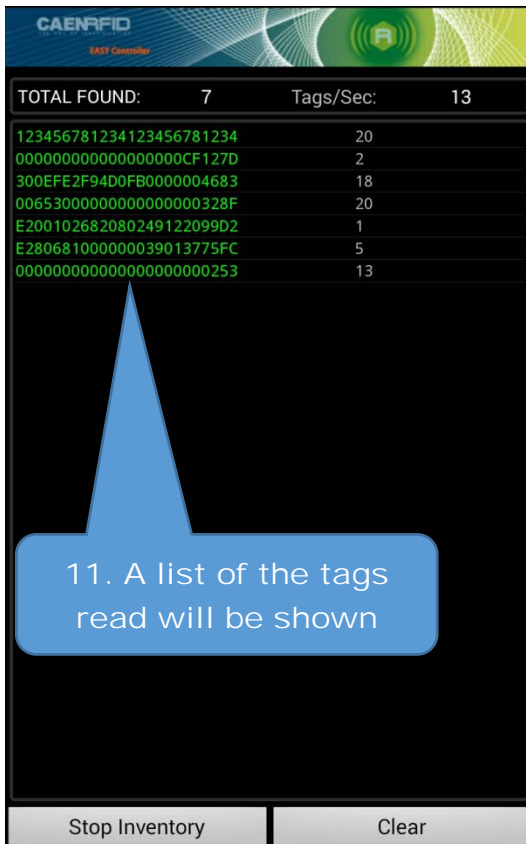 CAENRFID
EASY Controller
R
TOTAL FOUND: 7 Tags/Sec: 13
123456781234123456781234 20
000000000000000000CF127D 2
300EFE2F94D0FB0000004683 18
00653000000000000000328F 20
E200102682080249122099D2 1
E280681000000039013775FC 5
000000000000000000000253 13
11. A list of the tags
read will be shown
Stop Inventory Clear